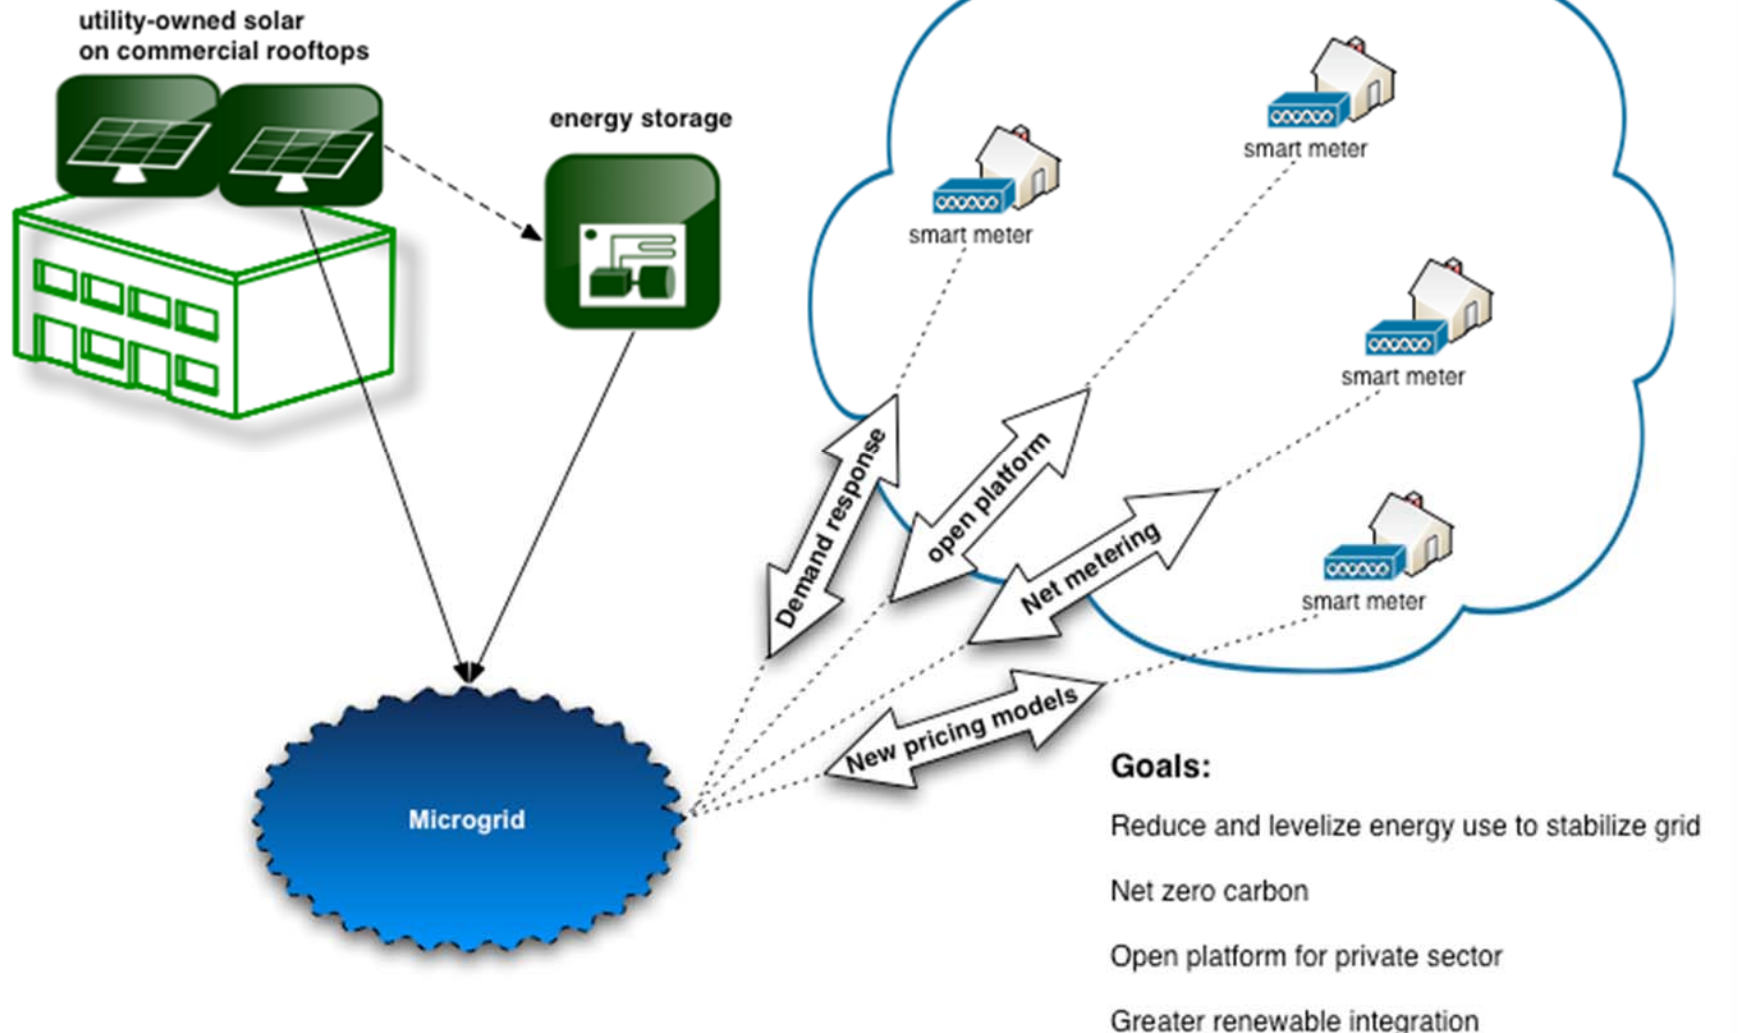 utility-owned solar
on commercial rooftops
energy storage
smart meter
smart meter
smart meter
smart meter
Demand response
open platform
Net metering
New pricing models
Microgrid
Goals:
Reduce and levelize energy use to stabilize grid
Net zero carbon
Open platform for private sector
Greater renewable integration